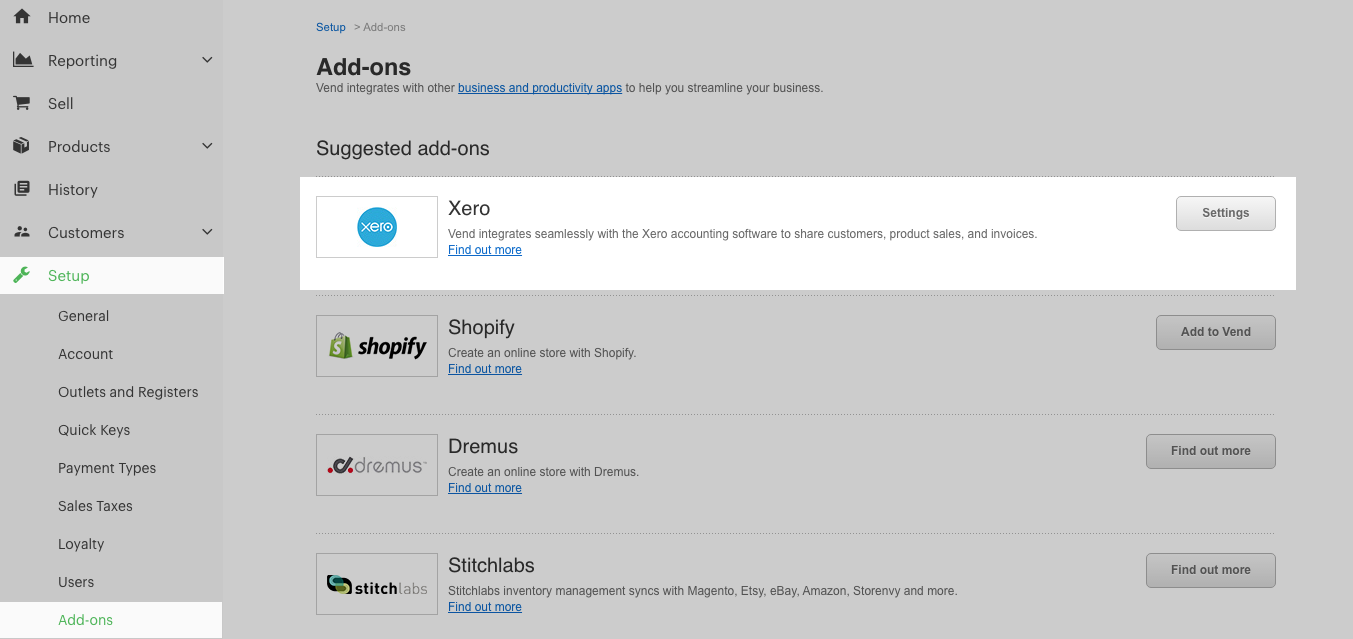 Home
Reporting
Sell
Products
History
Customers
Setup
General
Account
Outlets and Registers
Quick Keys
Payment Types
Sales Taxes
Loyalty
Users
Add-ons
Setup > Add-ons
Add-ons
Vend integrates with other business and productivity apps to help you streamline your business.
Suggested add-ons
xero
Xero
Settings
Vend integrates seamlessly with the Xero accounting software to share customers, product sales, and invoices.
Find out more
shopify
Shopify
Add to Vend
Create an online store with Shopify.
Find out more
.d.dremus™
Dremus
Find out more
Create an online store with Dremus.
Find out more
stitchlabs
Stitchlabs
Find out more
Stitchlabs inventory management syncs with Magento, Etsy, eBay, Amazon, Storenvy and more.
Find out more